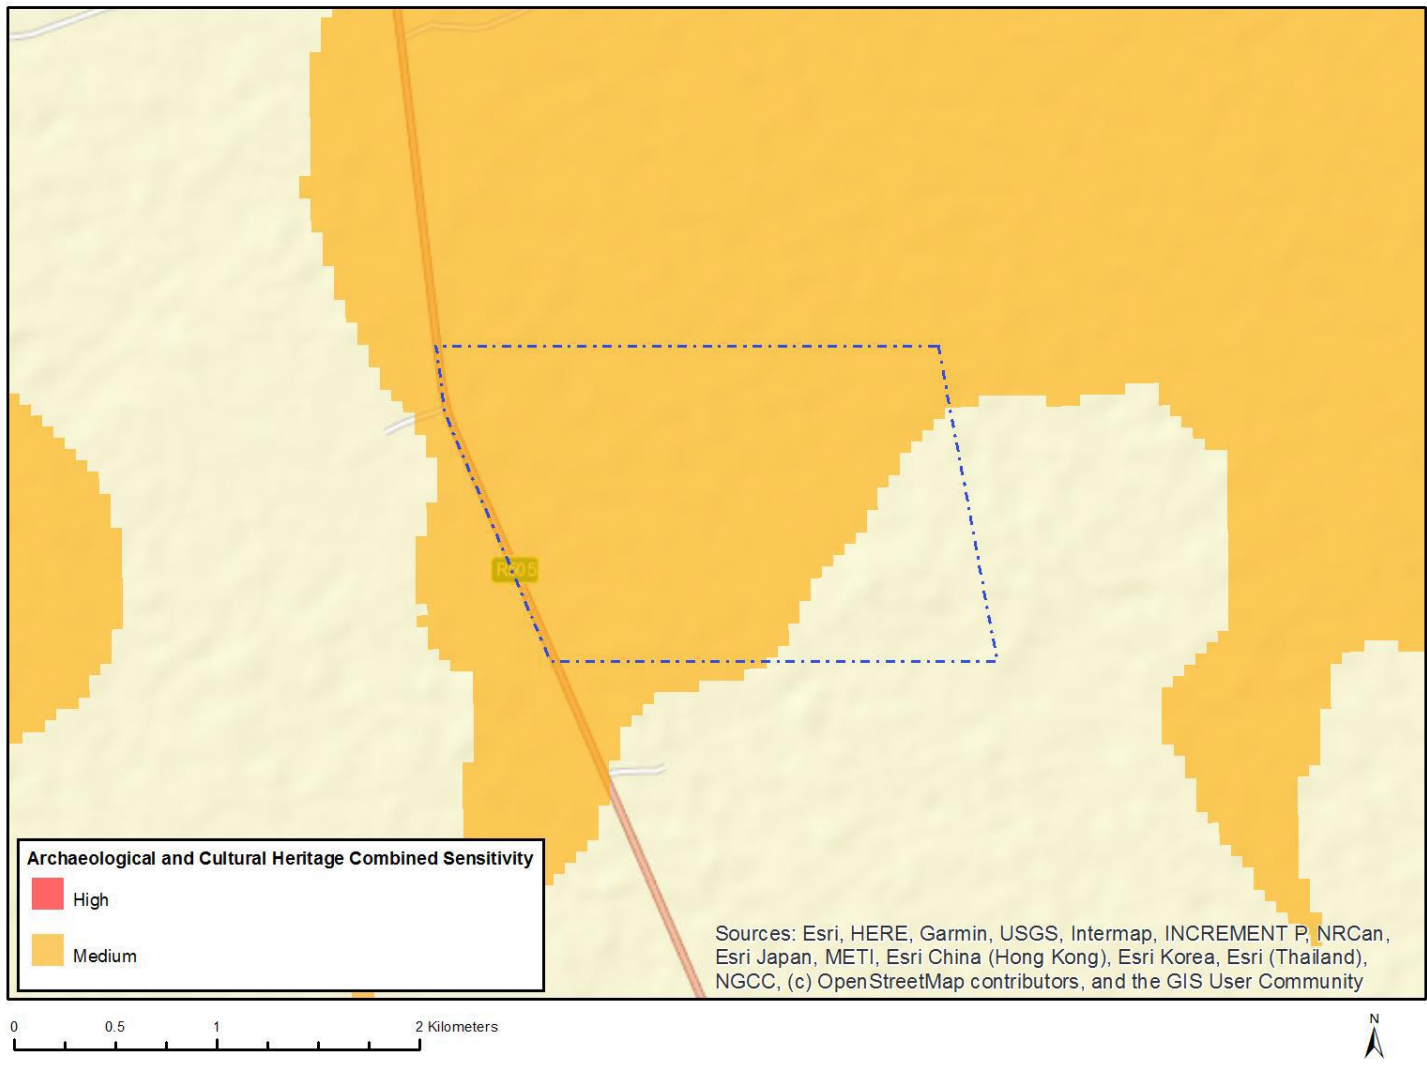 Archaeological and Cultural Heritage Combined Sensitivity
High
Medium
Sources: Esri, HERE, Garmin, USGS, Intermap, INCREMENT P, NRCan,
Esri Japan, METI, Esri China (Hong Kong), Esri Korea, Esri (Thailand),
NGCC, (c) OpenStreetMap contributors, and the GIS User Community
0 0.5 1 2 Kilometers
N